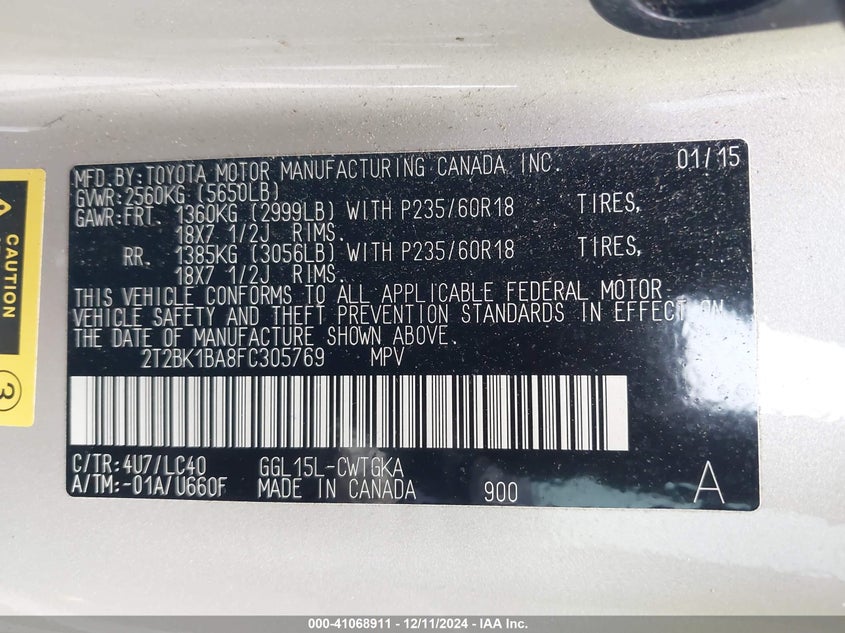 MFD.BY:TOYOTA MOTOR MANUFACTURING CANADA INC. 01/15
GVWR:2560KG (5650LB)
GAWR:FRT. 1360KG (2999LB) WITH P235/60R18 TIRES,
18X7 1/2J RIMS.
RR. 1385KG (3056LB) WITH P235/60R18 TIRES,
18X7 1/2J RIMS.
THIS VEHICLE CONFORMS TO ALL APPLICABLE FEDERAL MOTOR
VEHICLE SAFETY AND THEFT PREVENTION STANDARDS IN EFFECT ON
THE DATE OF MANUFACTURE SHOWN ABOVE.
2T2BK1BA8FC305769 MPV
C/TR:4U7/LC40 GGL15L-CWTGKA
A/TM:-01A/U660F MADE IN CANADA 900 A
CAUTION
3
000-41068911 - 12/11/2024 - IAA Inc.